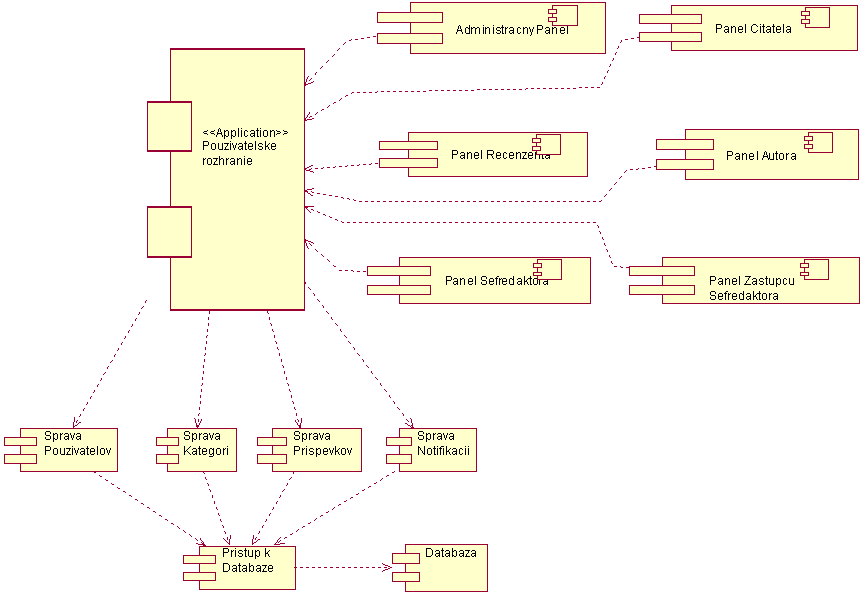 AdministracnyPanel
Panel Citatela
<<Application>>
Pouzivatelske
rozhranie
Panel Recenzenta
Panel Autora
Panel Sefredaktora
Panel Zastupcu
Sefredaktora
Sprava
Pouzivatelov
Sprava
Kategori
Sprava
Prispevkov
Sprava
Notifikacii
Pristup k
Databaze
Databaza